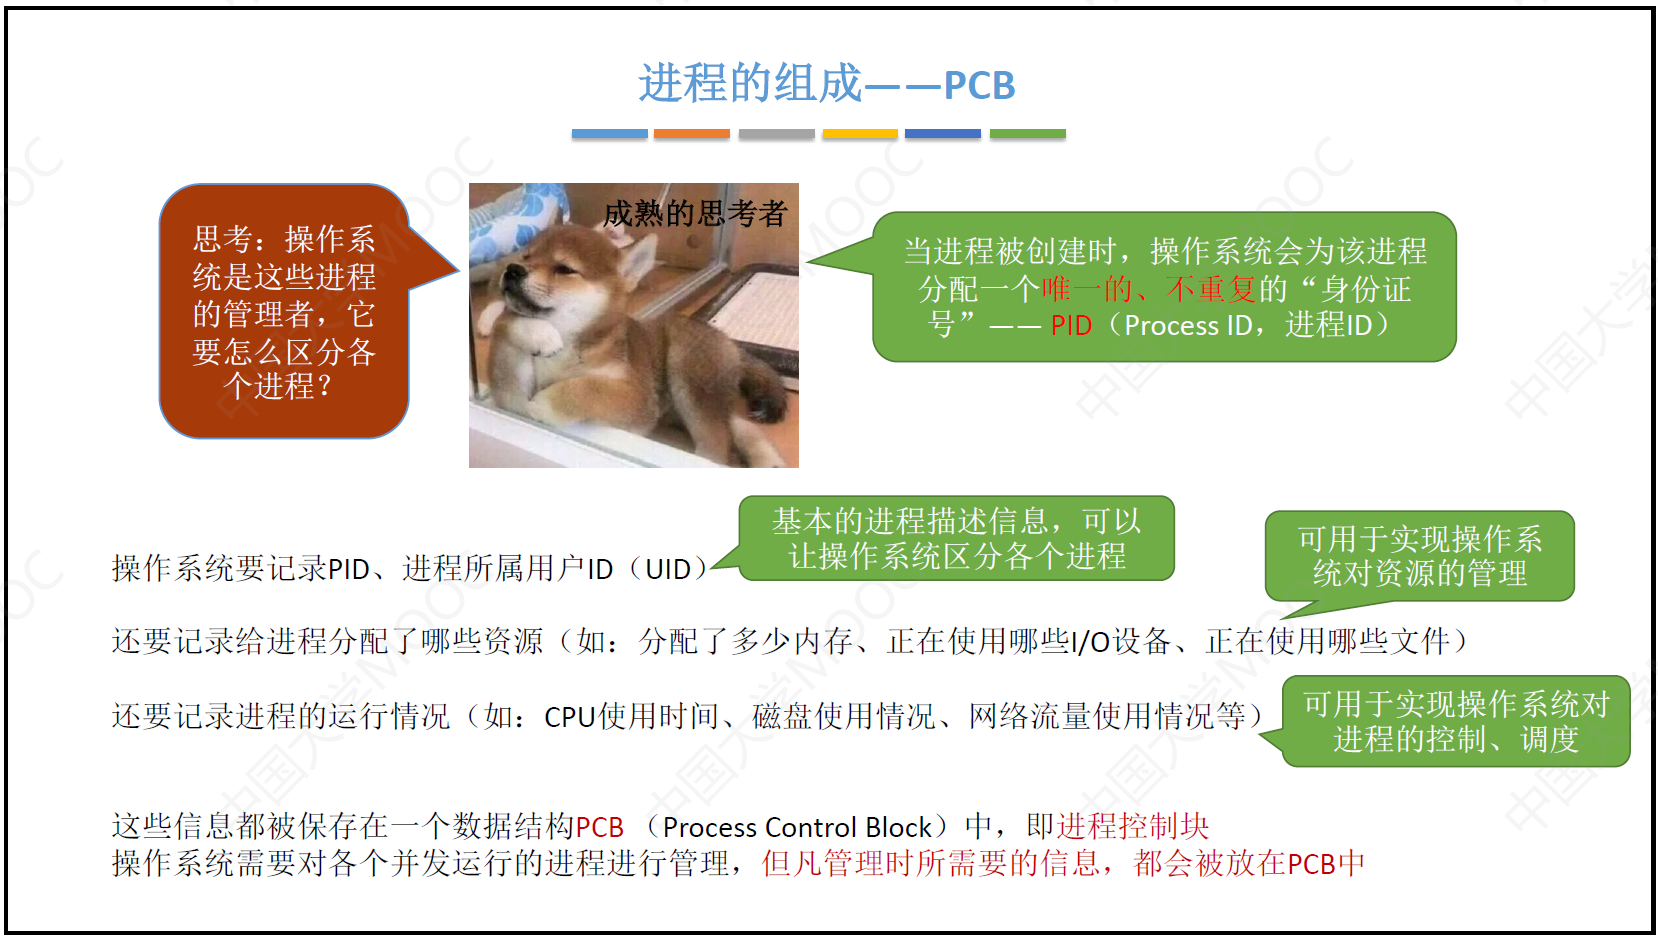 进程的组成——PCB
思考：操作系
统是这些进程
的管理者，它
要怎么区分各
个进程？
成熟的思考者
当进程被创建时，操作系统会为该进程
分配一个唯一的、不重复的“身份证
号”—— PID（Process ID，进程ID）
基本的进程描述信息，可以
让操作系统区分各个进程
可用于实现操作系
统对资源的管理
操作系统要记录PID、进程所属用户ID（UID）
还要记录给进程分配了哪些资源（如：分配了多少内存、正在使用哪些I/O设备、正在使用哪些文件）
还要记录进程的运行情况（如：CPU使用时间、磁盘使用情况、网络流量使用情况等）
可用于实现操作系统对
进程的控制、调度
这些信息都被保存在一个数据结构PCB （Process Control Block）中，即进程控制块
操作系统需要对各个并发运行的进程进行管理，但凡管理时所需要的信息，都会被放在PCB中
中国大学MOOC